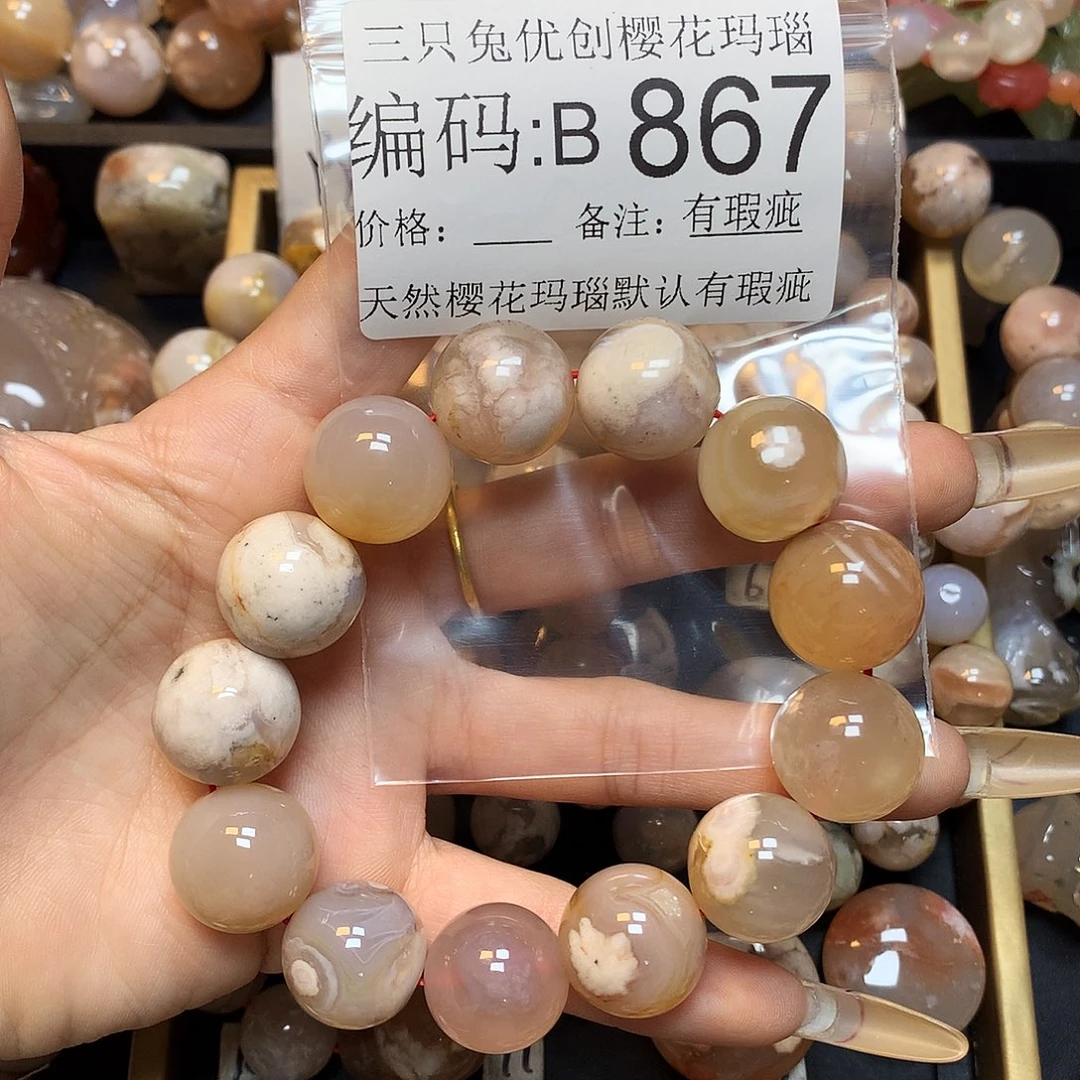 三只兔优创樱花玛瑙
编码:B 867
价格: ____ 备注: 有瑕疵
天然樱花玛瑙默认有瑕疵
6